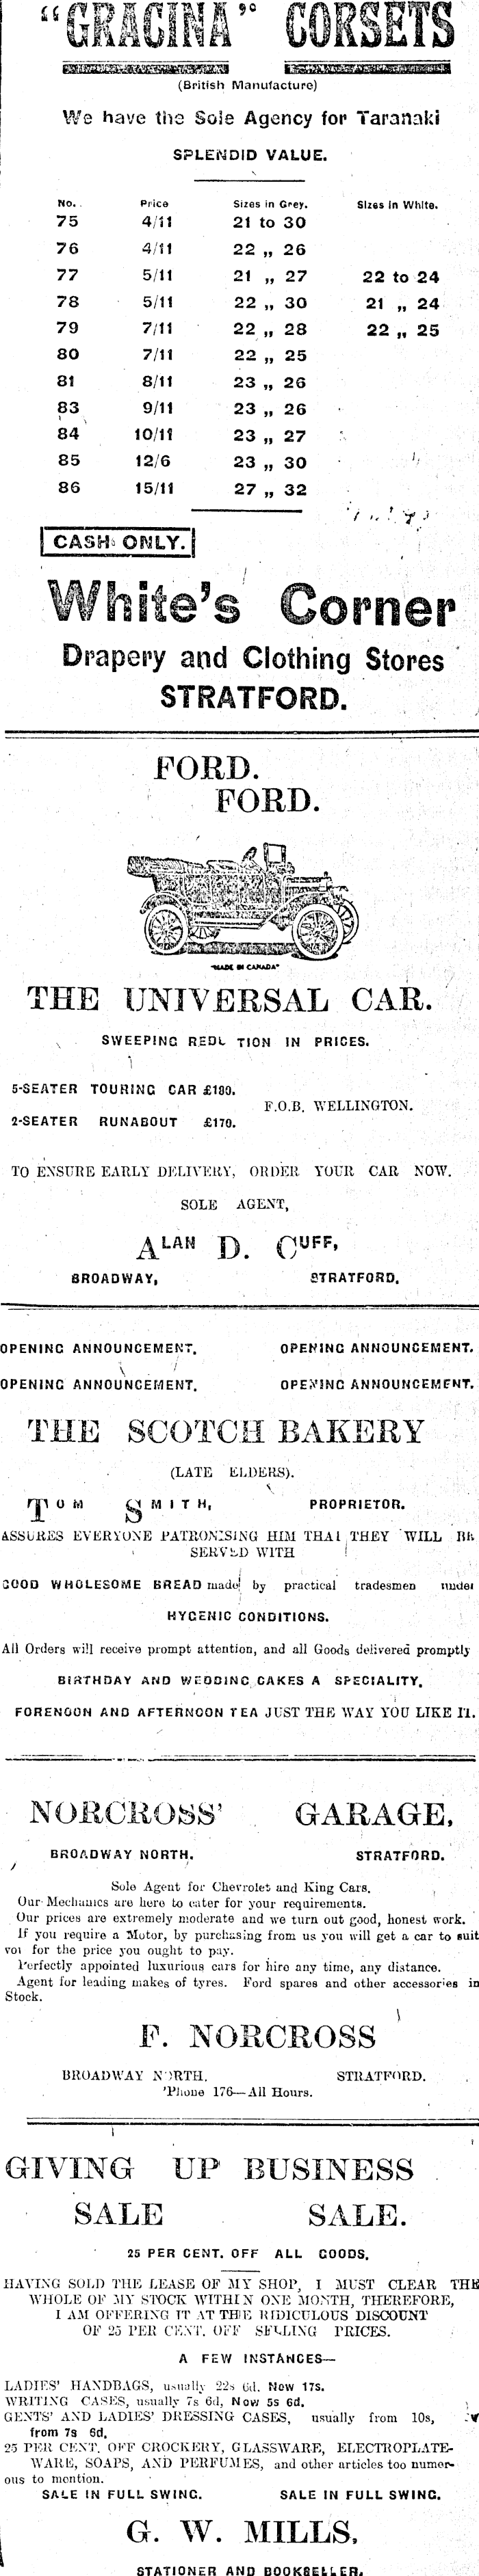 "GRACINA" CORSETS
(British Manufacture)
We have the Sole Agency for Taranaki
SPLENDID VALUE.
No. Price Sizes in Grey. Sizes in White.
75 4/11 21 to 30
76 4/11 22 „ 26
77 5/11 21 „ 27 22 to 24
78 5/11 22 „ 30 21 „ 24
79 7/11 22 „ 28 22 „ 25
80 7/11 22 „ 25
81 8/11 23 „ 26
83 9/11 23 „ 26
84 10/11 23 „ 27
85 12/6 23 „ 30
86 15/11 27 „ 32
CASH ONLY.
White's Corner
Drapery and Clothing Stores
STRATFORD.
FORD.
FORD.
"MADE IN CANADA"
THE UNIVERSAL CAR.
SWEEPING REDU TION IN PRICES.
5-SEATER TOURING CAR £180.
F.O.B. WELLINGTON.
2-SEATER RUNABOUT £170.
TO ENSURE EARLY DELIVERY, ORDER YOUR CAR NOW.
SOLE AGENT,
ALAN D. CUFF,
BROADWAY, STRATFORD.
OPENING ANNOUNCEMENT. OPENING ANNOUNCEMENT.
OPENING ANNOUNCEMENT. OPENING ANNOUNCEMENT.
THE SCOTCH BAKERY
(LATE ELDERS).
TOM SMITH, PROPRIETOR.
ASSURES EVERYONE PATRONISING HIM THAT THEY WILL BE
SERVED WITH
GOOD WHOLESOME BREAD made by practical tradesmen under
HYGENIC CONDITIONS.
All Orders will receive prompt attention, and all Goods delivered promptly
BIRTHDAY AND WEDDING CAKES A SPECIALITY.
FORENOON AND AFTERNOON TEA JUST THE WAY YOU LIKE IT.
NORCROSS' GARAGE,
BROADWAY NORTH. STRATFORD.
Sole Agent for Chevrolet and King Cars.
Our Mechanics are here to cater for your requirements.
Our prices are extremely moderate and we turn out good, honest work.
If you require a Motor, by purchasing from us you will get a car to suit
you for the price you ought to pay.
Perfectly appointed luxurious cars for hire any time, any distance.
Agent for leading makes of tyres. Ford spares and other accessories in
Stock.
F. NORCROSS
BROADWAY NORTH. STRATFORD.
'Phone 176—All Hours.
GIVING UP BUSINESS
SALE SALE.
25 PER CENT. OFF ALL GOODS.
HAVING SOLD THE LEASE OF MY SHOP, I MUST CLEAR THE
WHOLE OF MY STOCK WITHIN ONE MONTH, THEREFORE,
I AM OFFERING IT AT THE RIDICULOUS DISCOUNT
OF 25 PER CENT. OFF SELLING PRICES.
A FEW INSTANCES—
LADIES' HANDBAGS, usually 22s 6d. Now 17s.
WRITING CASES, usually 7s 6d, Now 5s 6d.
GENTS' AND LADIES' DRESSING CASES, usually from 10s,
from 7s 6d.
25 PER CENT. OFF CROCKERY, GLASSWARE, ELECTROPLATE-
WARE, SOAPS, AND PERFUMES, and other articles too numer-
ous to mention.
SALE IN FULL SWING. SALE IN FULL SWING.
G. W. MILLS,
STATIONER AND BOOKSELLER.